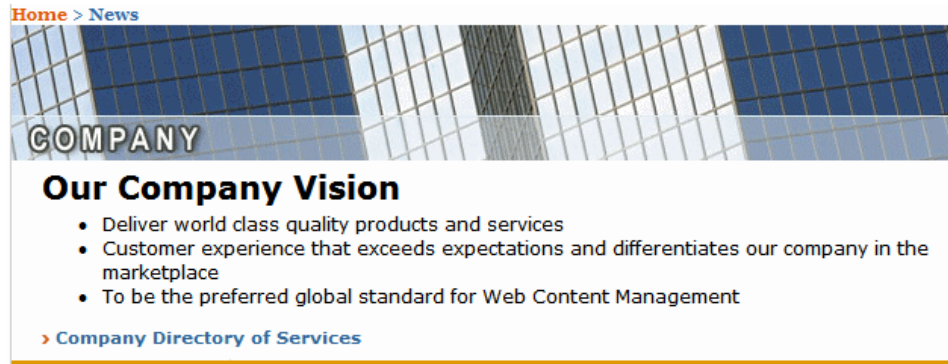 Home > News
COMPANY
Our Company Vision
• Deliver world class quality products and services
• Customer experience that exceeds expectations and differentiates our company in the
marketplace
• To be the preferred global standard for Web Content Management
› Company Directory of Services